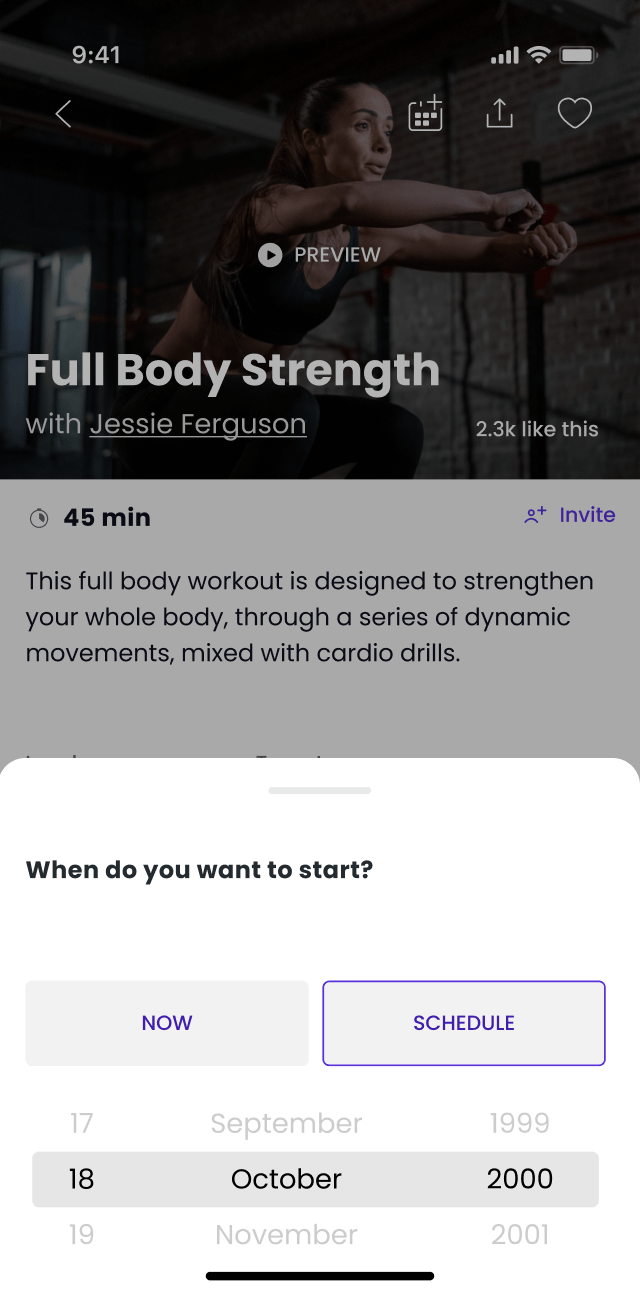 9:41
PREVIEW
Full Body Strength
with Jessie Ferguson
2.3k like this
45 min
Invite
This full body workout is designed to strengthen
your whole body, through a series of dynamic
movements, mixed with cardio drills.
When do you want to start?
NOW
SCHEDULE
17 September 1999
18 October 2000
19 November 2001